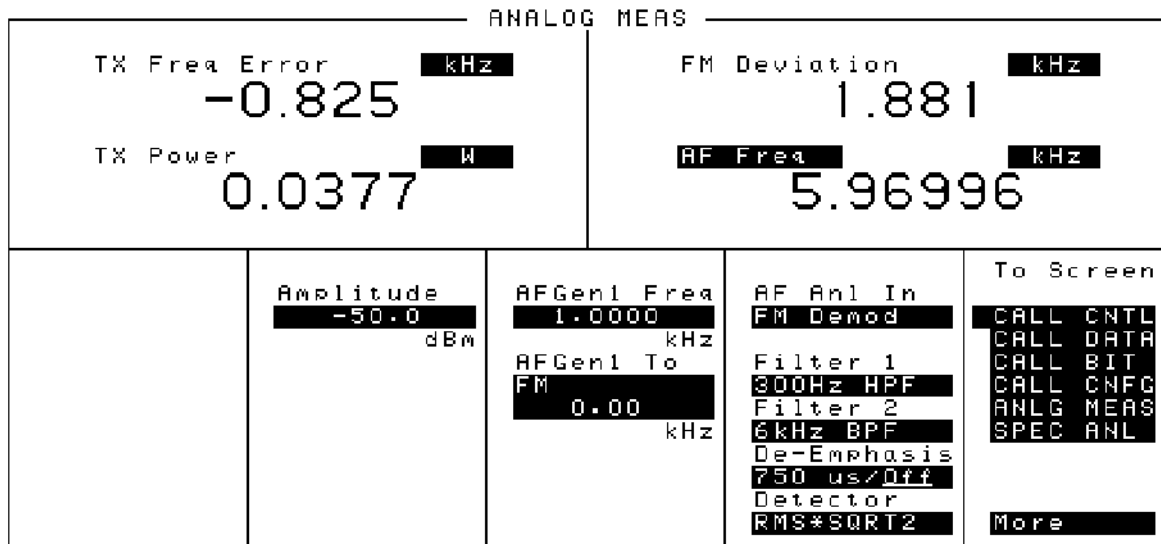 ANALOG MEAS
TX Freq Error kHz
-0.825
TX Power W
0.0377
FM Deviation kHz
1.881
AF Freq kHz
5.96996
Amplitude
-50.0
dBm
AFGen1 Freq
1.0000
kHz
AFGen1 To
FM
0.00
kHz
AF Anl In
FM Demod
Filter 1
300Hz HPF
Filter 2
6kHz BPF
De-Emphasis
750 us/Off
Detector
RMS*SQRT2
To Screen
CALL CNTL
CALL DATA
CALL BIT
CALL CNFG
ANLG MEAS
SPEC ANL
More